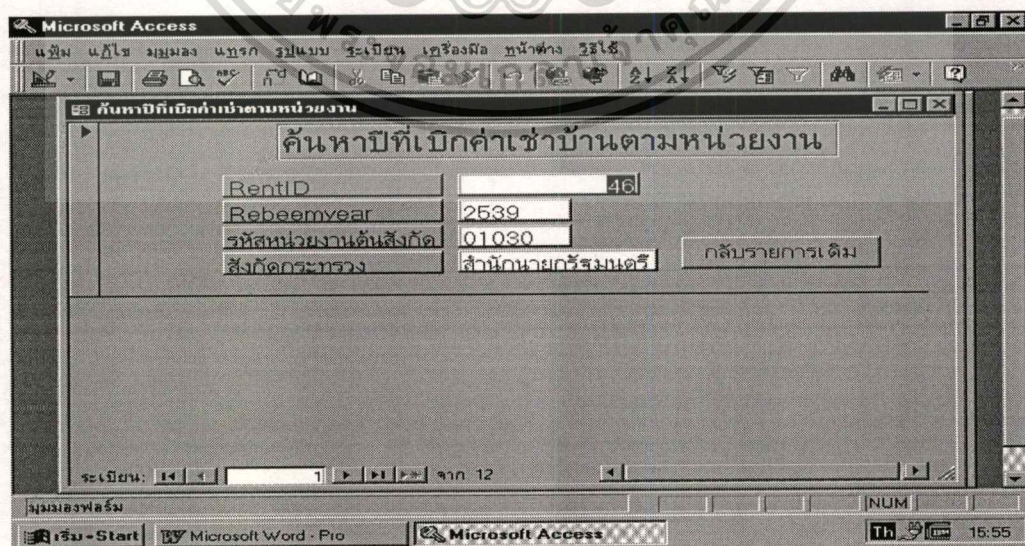 Microsoft Access
แฟ้ม แก้ไข มุมมอง แทรก รูปแบบ ระเบียน เครื่องมือ หน้าต่าง วิธีใช้
ค้นหาปีที่เบิกค่าเช่าตามหน่วยงาน
ค้นหาปีที่เบิกค่าเช่าบ้านตามหน่วยงาน
RentID 46
Rebeemyear 2539
รหัสหน่วยงานต้นสังกัด 01030
สังกัดกระทรวง สำนักนายกรัฐมนตรี กลับรายการเดิม
ระเบียน: 1 จาก 12
มุมมองฟอร์ม NUM
เริ่ม-Start Microsoft Word - Pro Microsoft Access Th 15:55